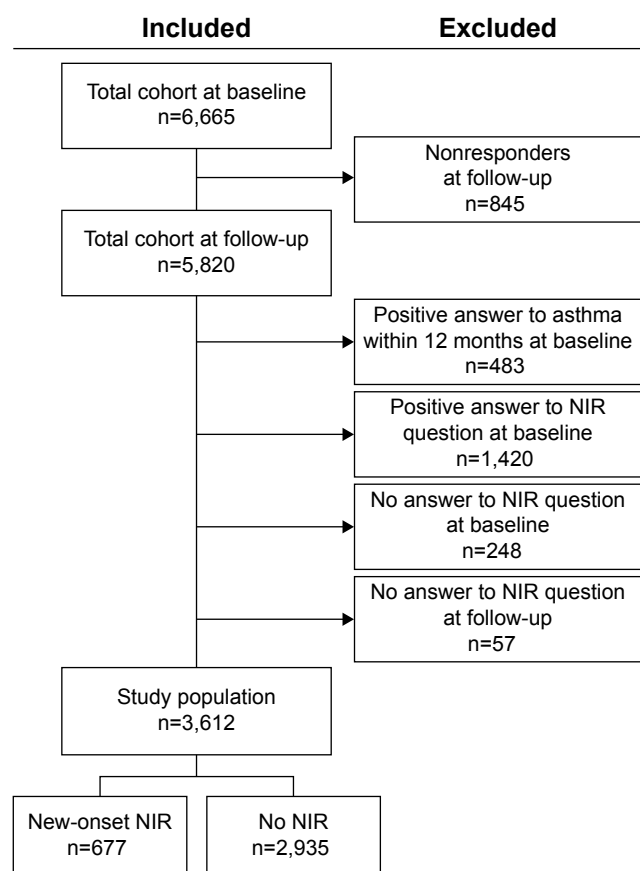 Included
Excluded
Total cohort at baseline
n=6,665
Nonresponders
at follow-up
n=845
Total cohort at follow-up
n=5,820
Positive answer to asthma
within 12 months at baseline
n=483
Positive answer to NIR
question at baseline
n=1,420
No answer to NIR question
at baseline
n=248
No answer to NIR question
at follow-up
n=57
Study population
n=3,612
New-onset NIR
n=677
No NIR
n=2,935